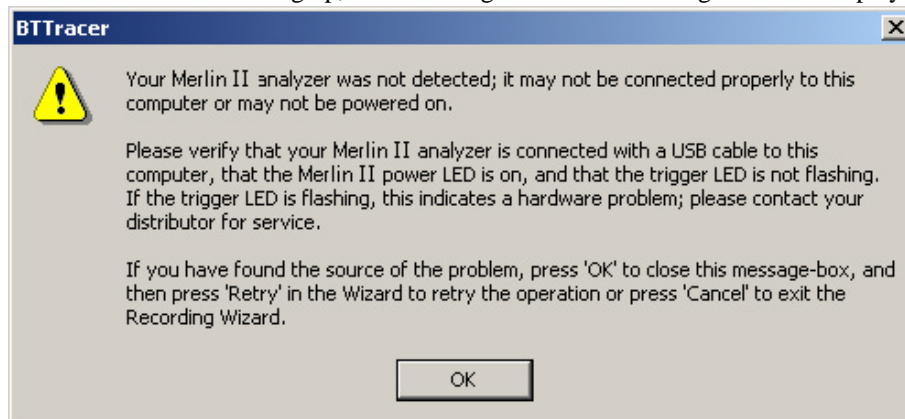 BTTracer
Your Merlin II analyzer was not detected; it may not be connected properly to this
computer or may not be powered on.
Please verify that your Merlin II analyzer is connected with a USB cable to this
computer, that the Merlin II power LED is on, and that the trigger LED is not flashing.
If the trigger LED is flashing, this indicates a hardware problem; please contact your
distributor for service.
If you have found the source of the problem, press 'OK' to close this message-box, and
then press 'Retry' in the Wizard to retry the operation or press 'Cancel' to exit the
Recording Wizard.
OK